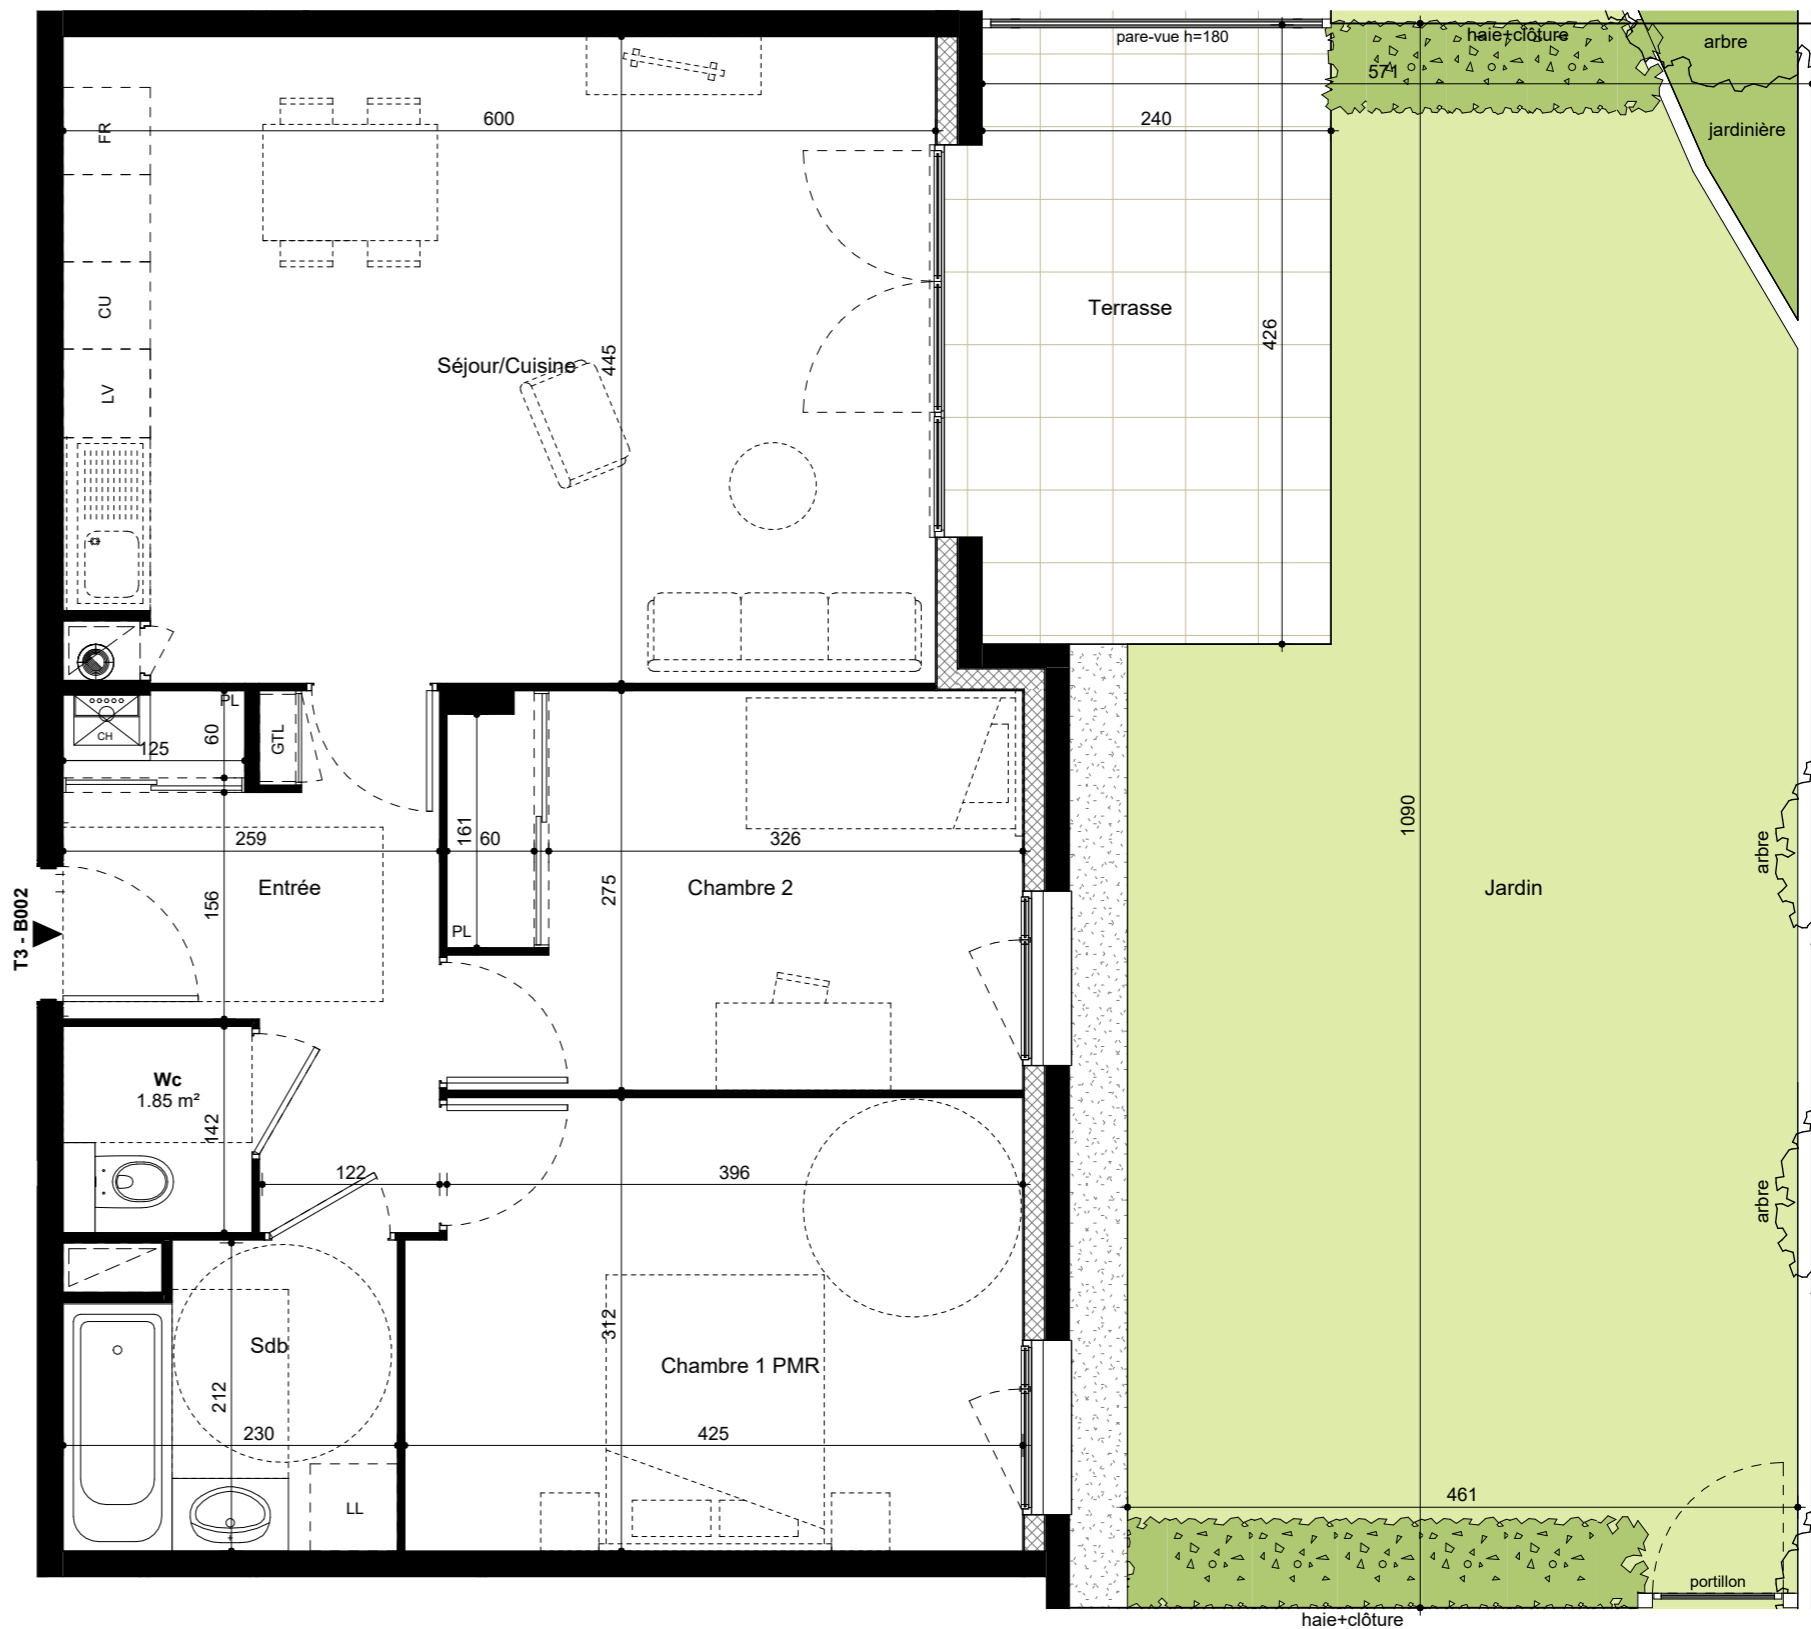 pare-vue h=180
haie+clôture
arbre
571
600
240
FR
jardinière
CU
Terrasse
426
Séjour/Cuisine
445
LV
PL
60
GTL
CH
125
259
161
60
326
1090
arbre
Entrée
156
275
Chambre 2
Jardin
T3 - B002
PL
Wc
1.85 m²
142
122
396
arbre
312
Sdb
Chambre 1 PMR
212
230
425
461
LL
portillon
haie+clôture